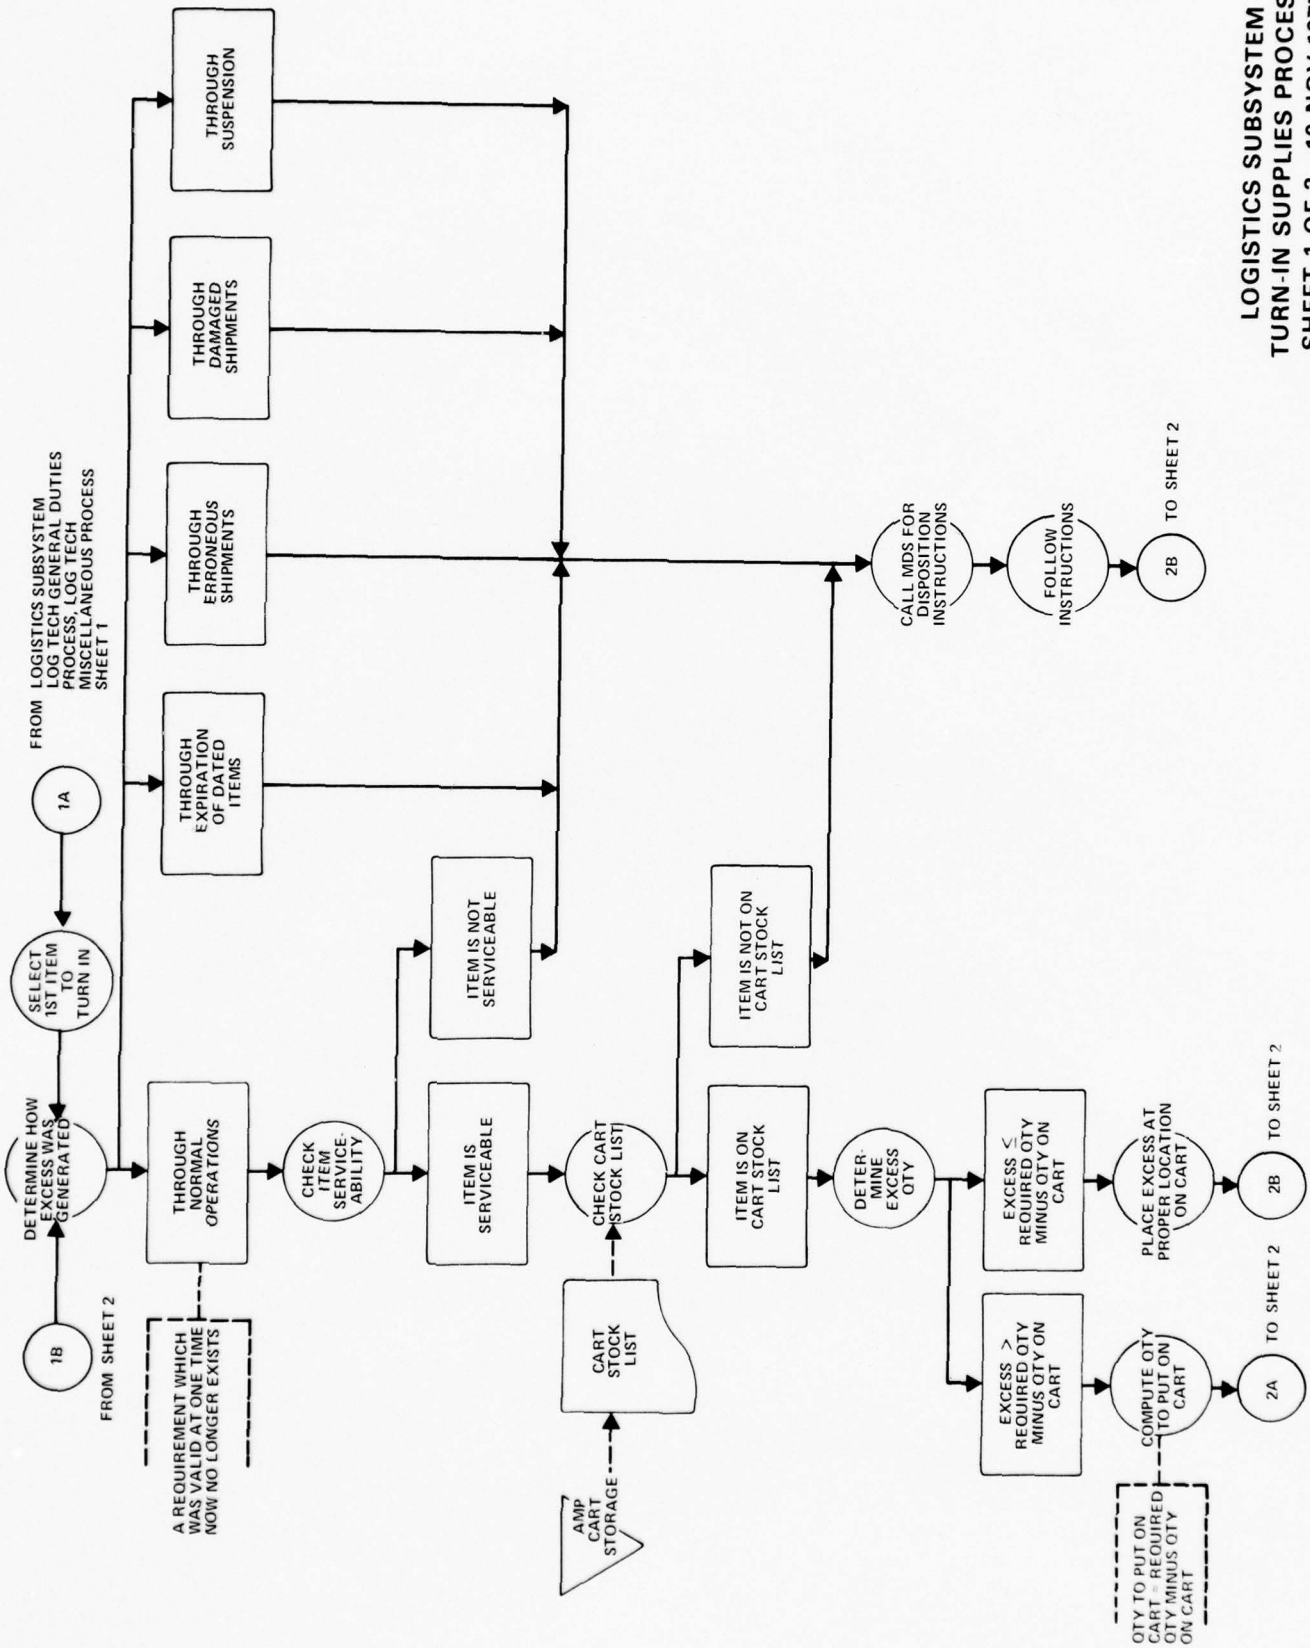 FROM LOGISTICS SUBSYSTEM
LOG TECH GENERAL DUTIES
PROCESS, LOG TECH
MISCELLANEOUS PROCESS
SHEET 1
1B
FROM SHEET 2
DETERMINE HOW
EXCESS WAS
GENERATED
SELECT
1ST ITEM
TO
TURN IN
1A
A REQUIREMENT WHICH
WAS VALID AT ONE TIME
NOW NO LONGER EXISTS
THROUGH
NORMAL
OPERATIONS
THROUGH
EXPIRATION
OF DATED
ITEMS
THROUGH
ERRONEOUS
SHIPMENTS
THROUGH
DAMAGED
SHIPMENTS
THROUGH
SUSPENSION
CHECK
ITEM
SERVICE-
ABILITY
ITEM IS
SERVICEABLE
ITEM IS NOT
SERVICEABLE
AMP
CART
STORAGE
CART
STOCK
LIST
CHECK CART
STOCK LIST
ITEM IS ON
CART STOCK
LIST
ITEM IS NOT ON
CART STOCK
LIST
DETER-
MINE
EXCESS
QTY
CALL MDS FOR
DISPOSITION
INSTRUCTIONS
EXCESS >
REQUIRED QTY
MINUS QTY ON
CART
EXCESS ≤
REQUIRED QTY
MINUS QTY ON
CART
FOLLOW
INSTRUCTIONS
QTY TO PUT ON
CART = REQUIRED
QTY MINUS QTY
ON CART
COMPUTE QTY
TO PUT ON
CART
PLACE EXCESS AT
PROPER LOCATION
ON CART
2B
TO SHEET 2
2A
TO SHEET 2
2B
TO SHEET 2
LOGISTICS SUBSYSTEM
TURN-IN SUPPLIES PROCES
SHEET 1 OF